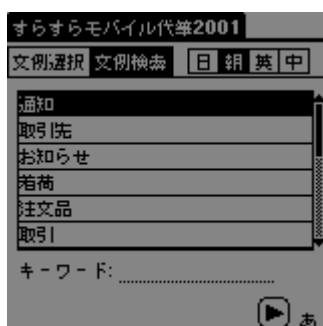 すらすらモバイル代筆2001
文例選択 文例検索 日 朝 英 中
通知
取引先
お知らせ
着荷
注文品
取引
キーワード:
あ